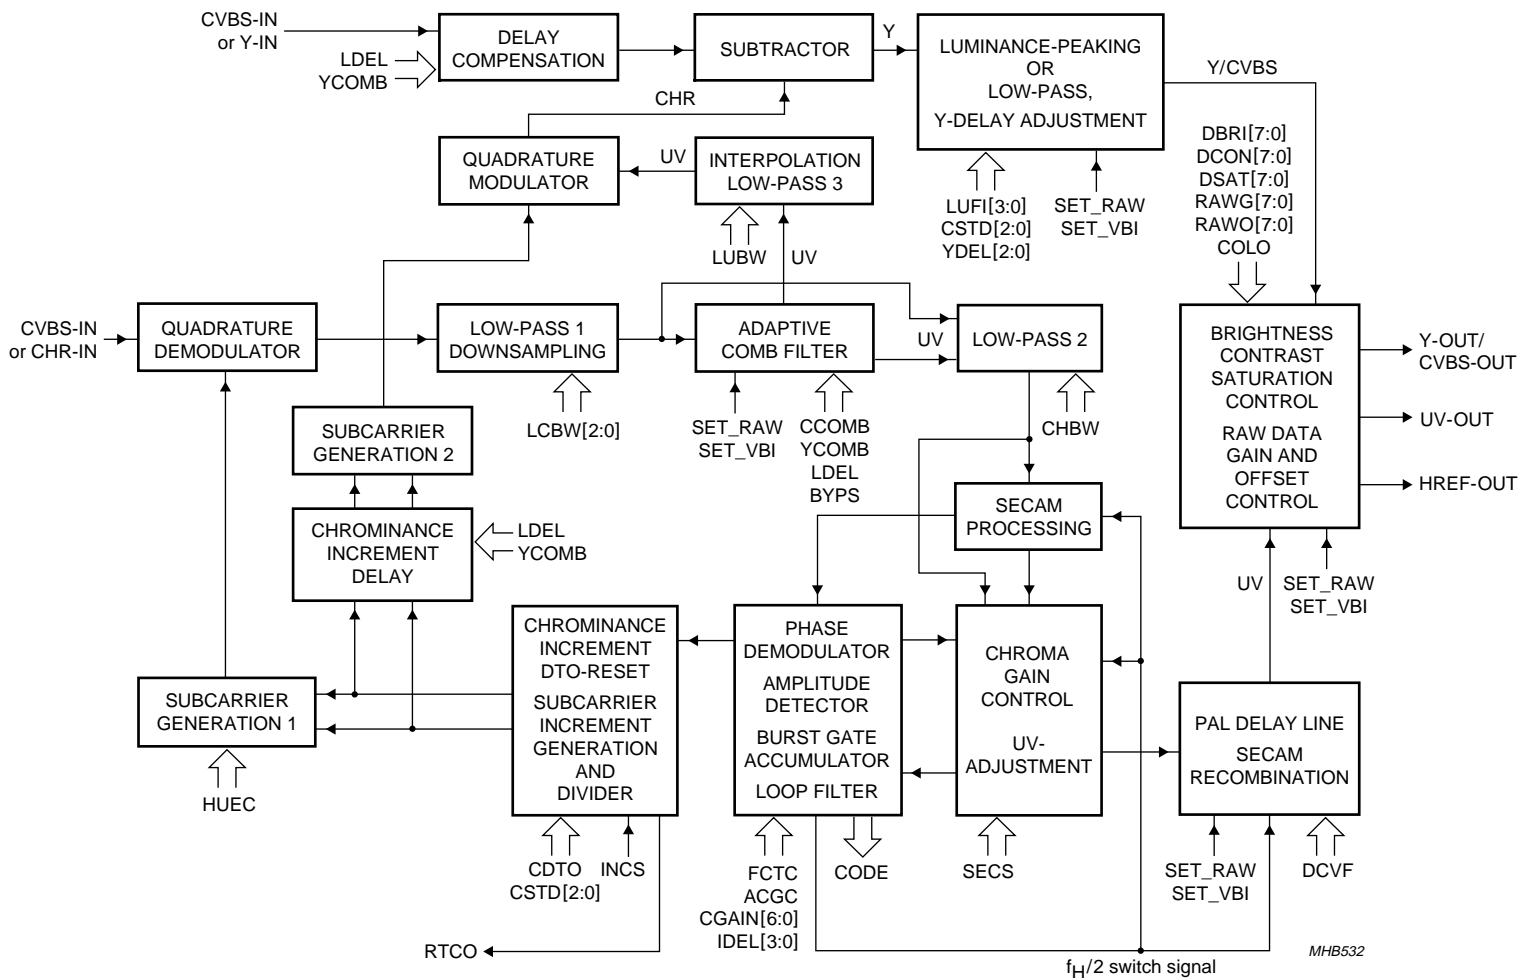 CVBS-IN
or Y-IN
LDEL
YCOMB
DELAY
COMPENSATION
SUBTRACTOR
Y
LUMINANCE-PEAKING
OR
LOW-PASS,
Y-DELAY ADJUSTMENT
Y/CVBS
CHR
QUADRATURE
MODULATOR
UV
INTERPOLATION
LOW-PASS 3
LUBW
UV
LUFI[3:0]
CSTD[2:0]
YDEL[2:0]
SET_RAW
SET_VBI
DBRI[7:0]
DCON[7:0]
DSAT[7:0]
RAWG[7:0]
RAWO[7:0]
COLO
CVBS-IN
or CHR-IN
QUADRATURE
DEMODULATOR
LOW-PASS 1
DOWNSAMPLING
ADAPTIVE
COMB FILTER
UV
LOW-PASS 2
BRIGHTNESS
CONTRAST
SATURATION
CONTROL
RAW DATA
GAIN AND
OFFSET
CONTROL
Y-OUT/
CVBS-OUT
UV-OUT
HREF-OUT
LCBW[2:0]
SET_RAW
SET_VBI
CCOMB
YCOMB
LDEL
BYPS
CHBW
SUBCARRIER
GENERATION 2
CHROMINANCE
INCREMENT
DELAY
LDEL
YCOMB
SECAM
PROCESSING
UV
SET_RAW
SET_VBI
SUBCARRIER
GENERATION 1
HUEC
CHROMINANCE
INCREMENT
DTO-RESET
SUBCARRIER
INCREMENT
GENERATION
AND
DIVIDER
PHASE
DEMODULATOR
AMPLITUDE
DETECTOR
BURST GATE
ACCUMULATOR
LOOP FILTER
CHROMA
GAIN
CONTROL
UV-
ADJUSTMENT
PAL DELAY LINE
SECAM
RECOMBINATION
CDTO
CSTD[2:0]
INCS
FCTC
ACGC
CGAIN[6:0]
IDEL[3:0]
CODE
SECS
SET_RAW
SET_VBI
DCVF
RTCO
fH/2 switch signal
MHB532